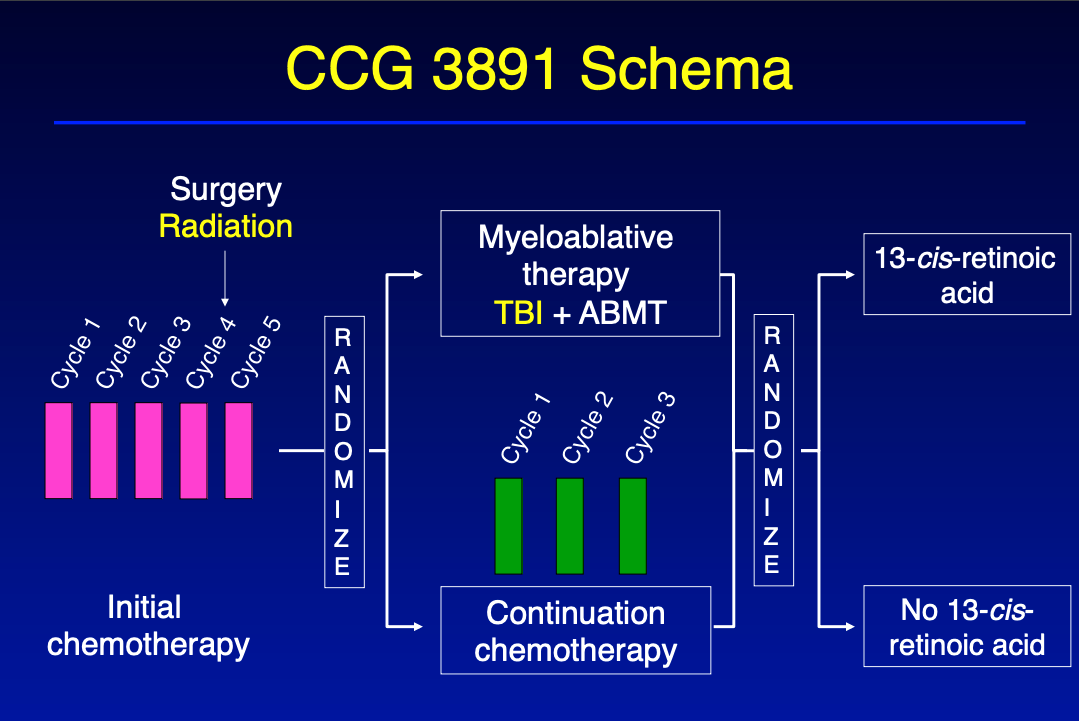 CCG 3891 Schema
Surgery
Radiation
Cycle 1
Cycle 2
Cycle 3
Cycle 4
Cycle 5
Initial
chemotherapy
RANDOMIZE
Myeloablative
therapy
TBI + ABMT
Cycle 1
Cycle 2
Cycle 3
Continuation
chemotherapy
RANDOMIZE
13-cis-retinoic
acid
No 13-cis-
retinoic acid